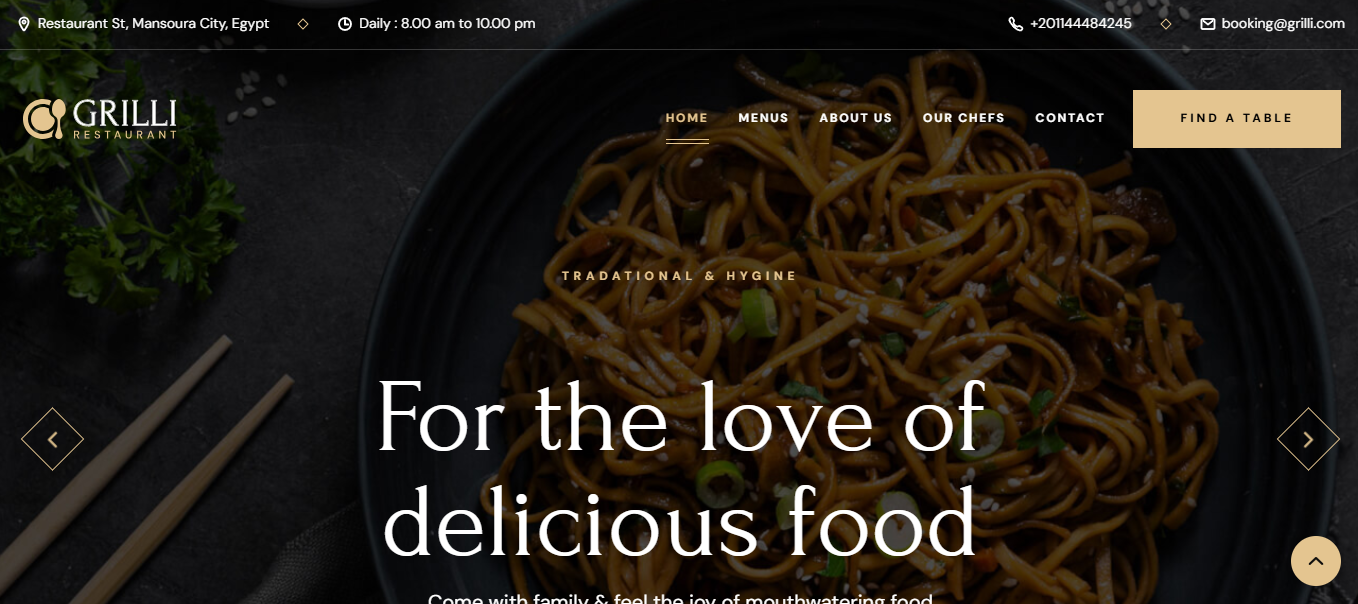 Restaurant St, Mansoura City, Egypt
Daily : 8.00 am to 10.00 pm
+201144484245
booking@grilli.com
GRILLI
RESTAURANT
HOME
MENUS
ABOUT US
OUR CHEFS
CONTACT
FIND A TABLE
TRADATIONAL & HYGINE
For the love of
delicious food
Come with family & feel the joy of mouthwatering food